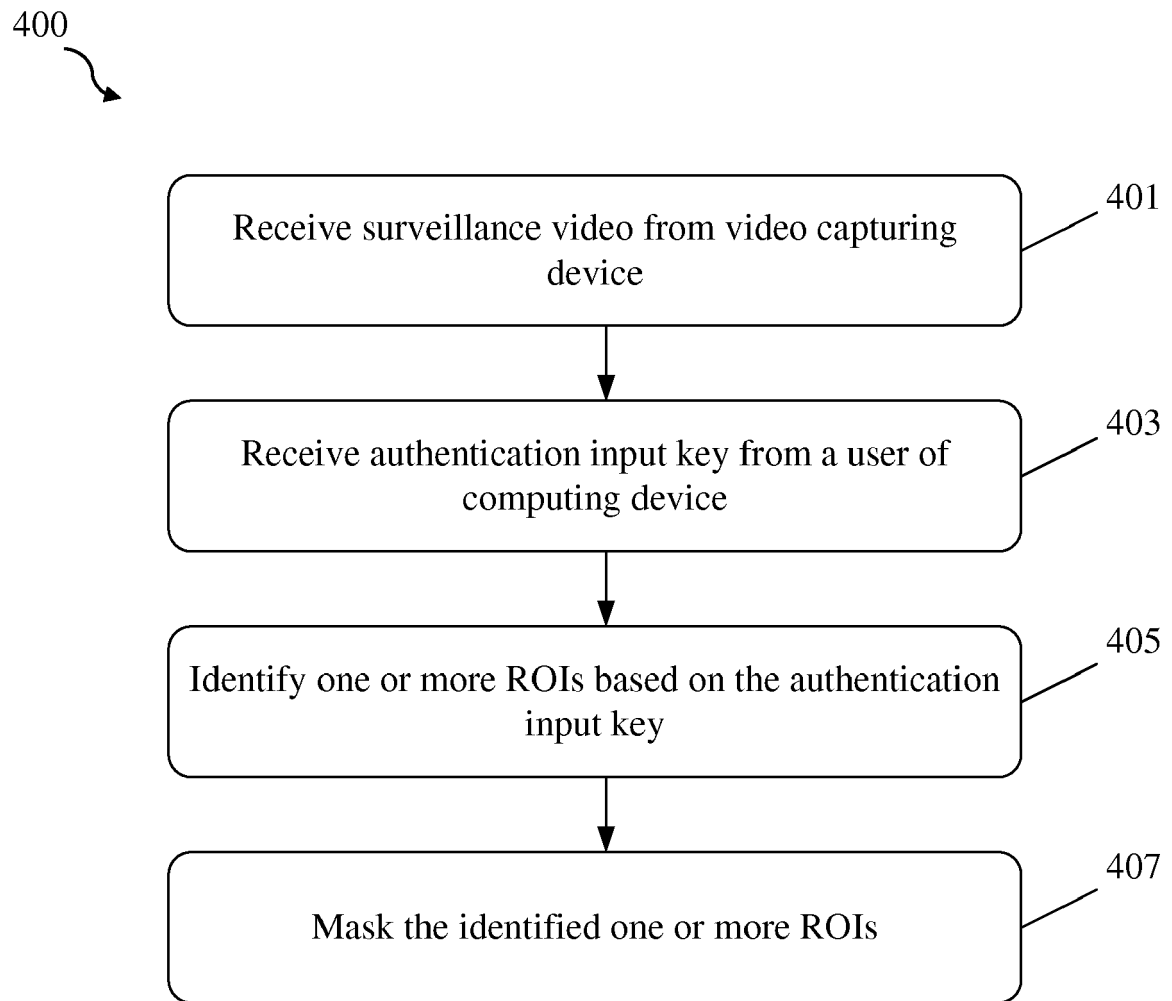 400
Receive surveillance video from video capturing
device
401
Receive authentication input key from a user of
computing device
403
Identify one or more ROIs based on the authentication
input key
405
Mask the identified one or more ROIs
407